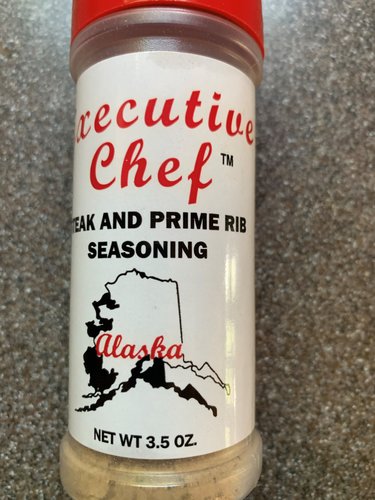 xecutive
Chef™
TEAK AND PRIME RIB
SEASONING
Alaska
NET WT 3.5 OZ.